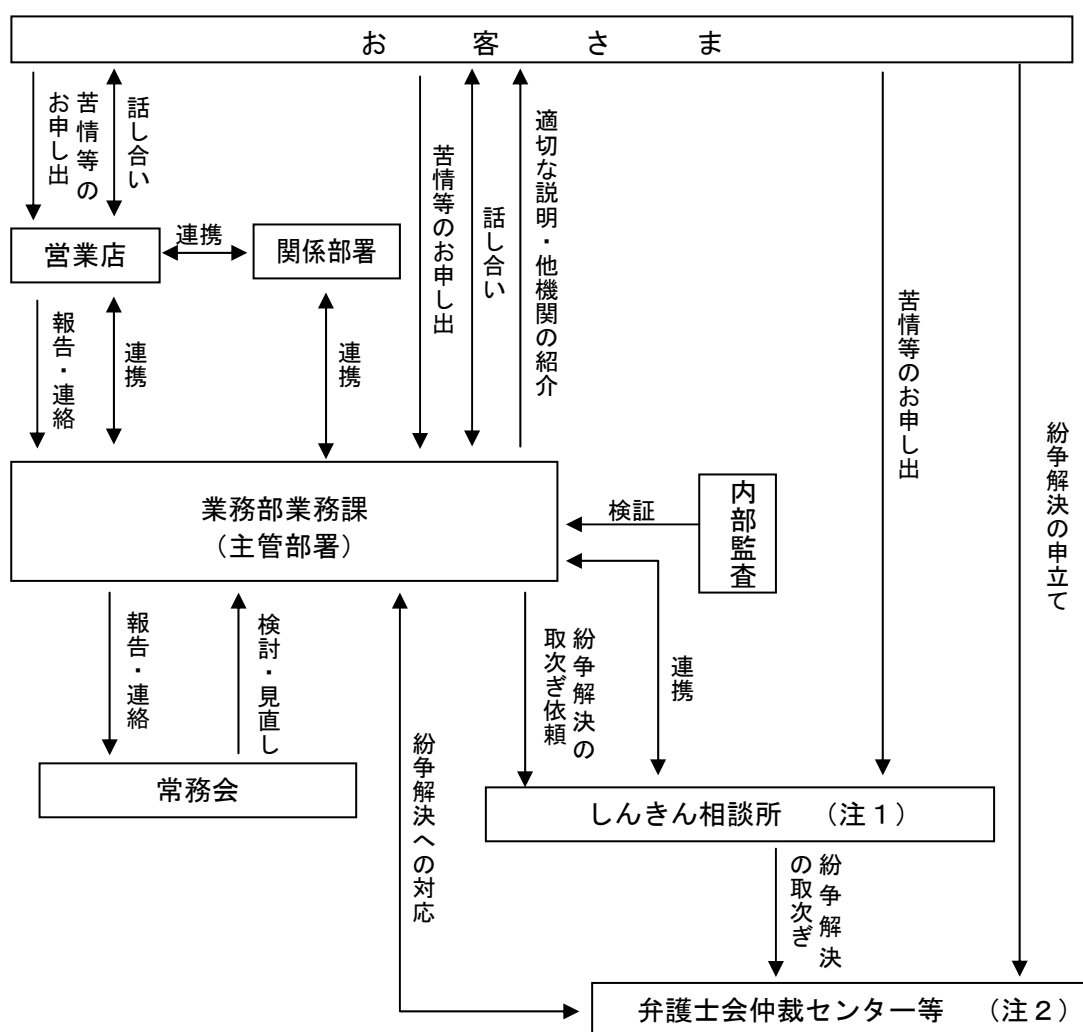 お 客 さ ま
苦情等の
お申し出
話し合い
苦情等のお申し出
話し合い
適切な説明・他機関の紹介
苦情等のお申し出
紛争解決の申立て
営業店
連携
関係部署
報告・連絡
連携
連携
業務部業務課
（主管部署）
検証
内部監査
報告・連絡
検討・見直し
紛争解決への対応
紛争解決の
取次ぎ依頼
連携
常務会
しんきん相談所 （注１）
紛争解決
の取次ぎ
弁護士会仲裁センター等 （注２）